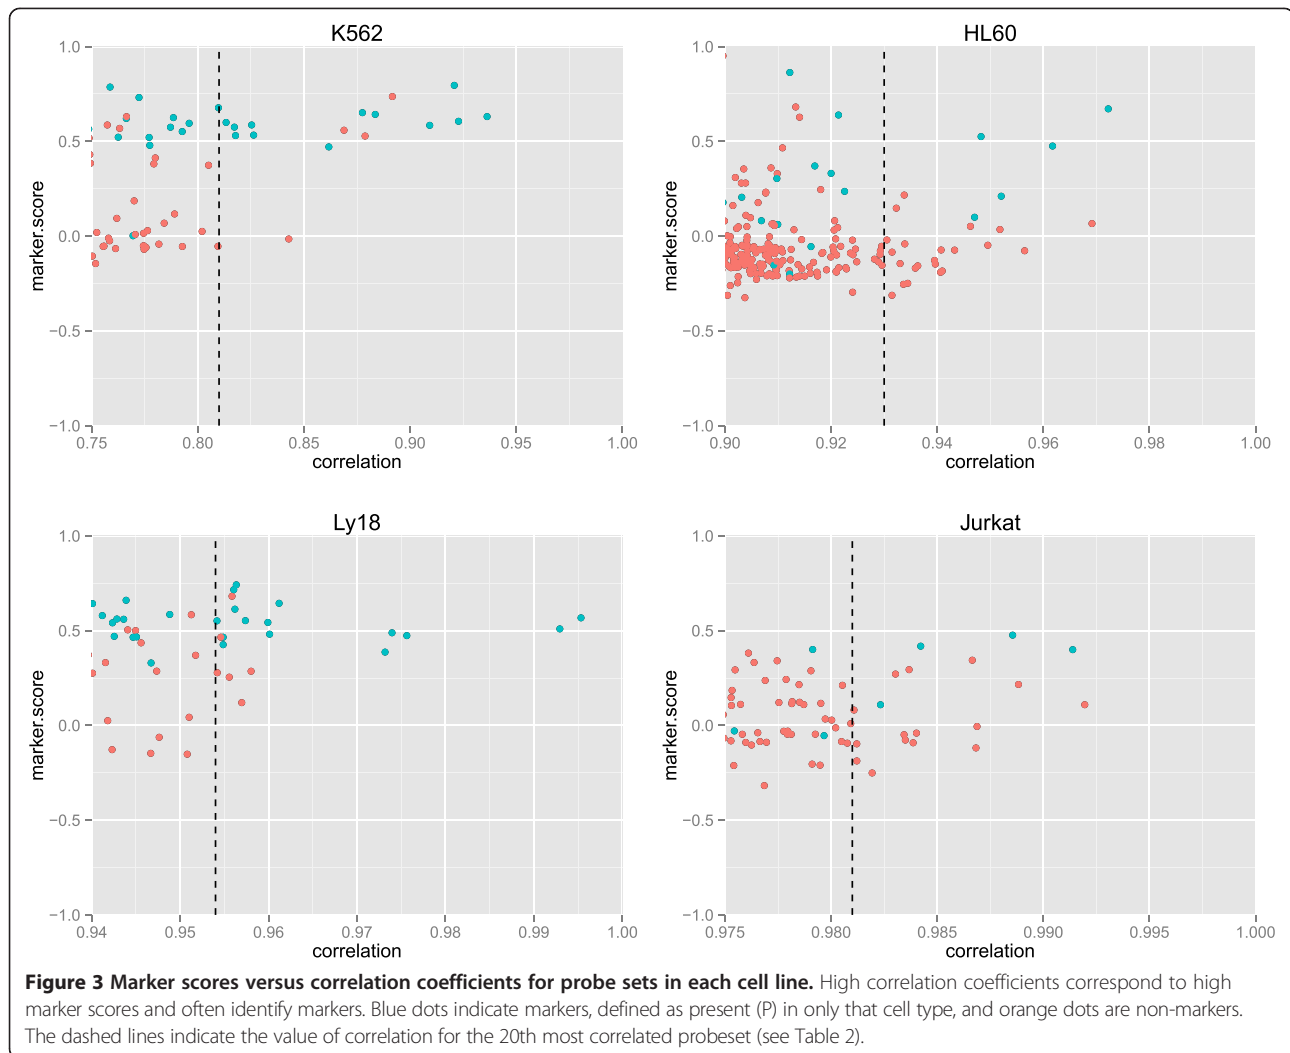 K562
HL60
1.0
0.5
0.0
−0.5
−1.0
marker.score
0.75 0.80 0.85 0.90 0.95 1.00
correlation
1.0
0.5
0.0
−0.5
−1.0
marker.score
0.90 0.92 0.94 0.96 0.98 1.00
correlation
Ly18
Jurkat
1.0
0.5
0.0
−0.5
−1.0
marker.score
0.94 0.95 0.96 0.97 0.98 0.99 1.00
correlation
1.0
0.5
0.0
−0.5
−1.0
marker.score
0.975 0.980 0.985 0.990 0.995 1.000
correlation
Figure 3 Marker scores versus correlation coefficients for probe sets in each cell line. High correlation coefficients correspond to high
marker scores and often identify markers. Blue dots indicate markers, defined as present (P) in only that cell type, and orange dots are non-markers.
The dashed lines indicate the value of correlation for the 20th most correlated probeset (see Table 2).